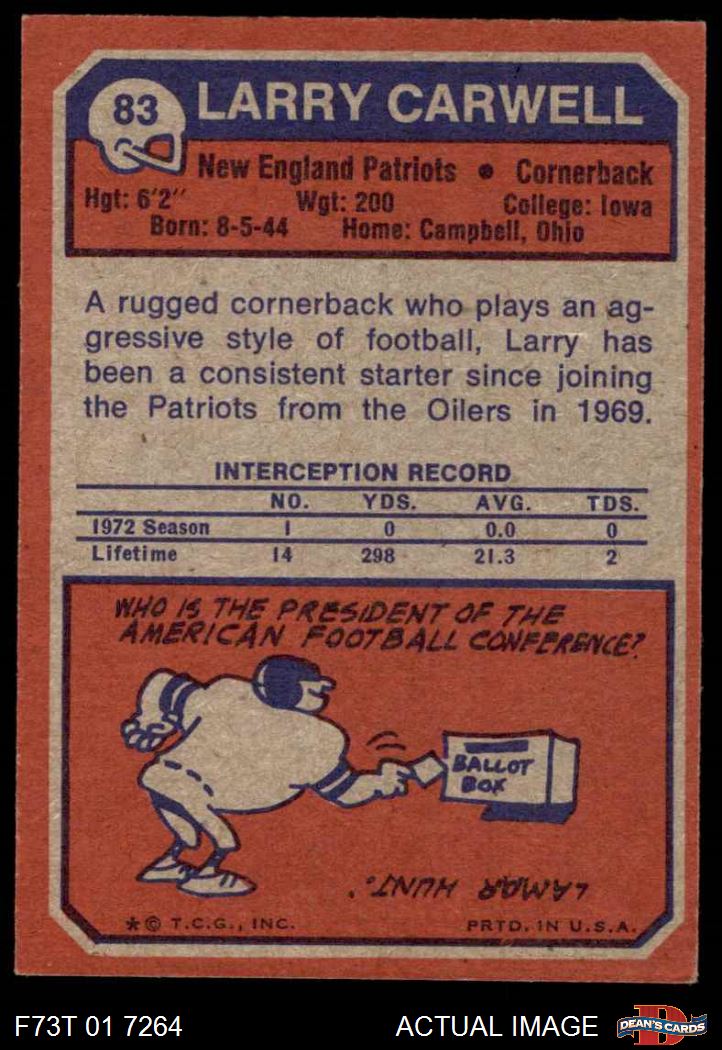 83
LARRY CARWELL
New England Patriots • Cornerback
Hgt: 6'2" Wgt: 200 College: Iowa
Born: 8-5-44 Home: Campbell, Ohio
A rugged cornerback who plays an ag-
gressive style of football, Larry has
been a consistent starter since joining
the Patriots from the Oilers in 1969.
INTERCEPTION RECORD
NO. YDS. AVG. TDS.
1972 Season 1 0 0.0 0
Lifetime 14 298 21.3 2
WHO IS THE PRESIDENT OF THE
AMERICAN FOOTBALL CONFERENCE?
BALLOT
BOX
LAMAR HUNT.
*© T.C.G., INC. PRTD. IN U.S.A.
F73T 01 7264 ACTUAL IMAGE
D
DEAN'S CARDS